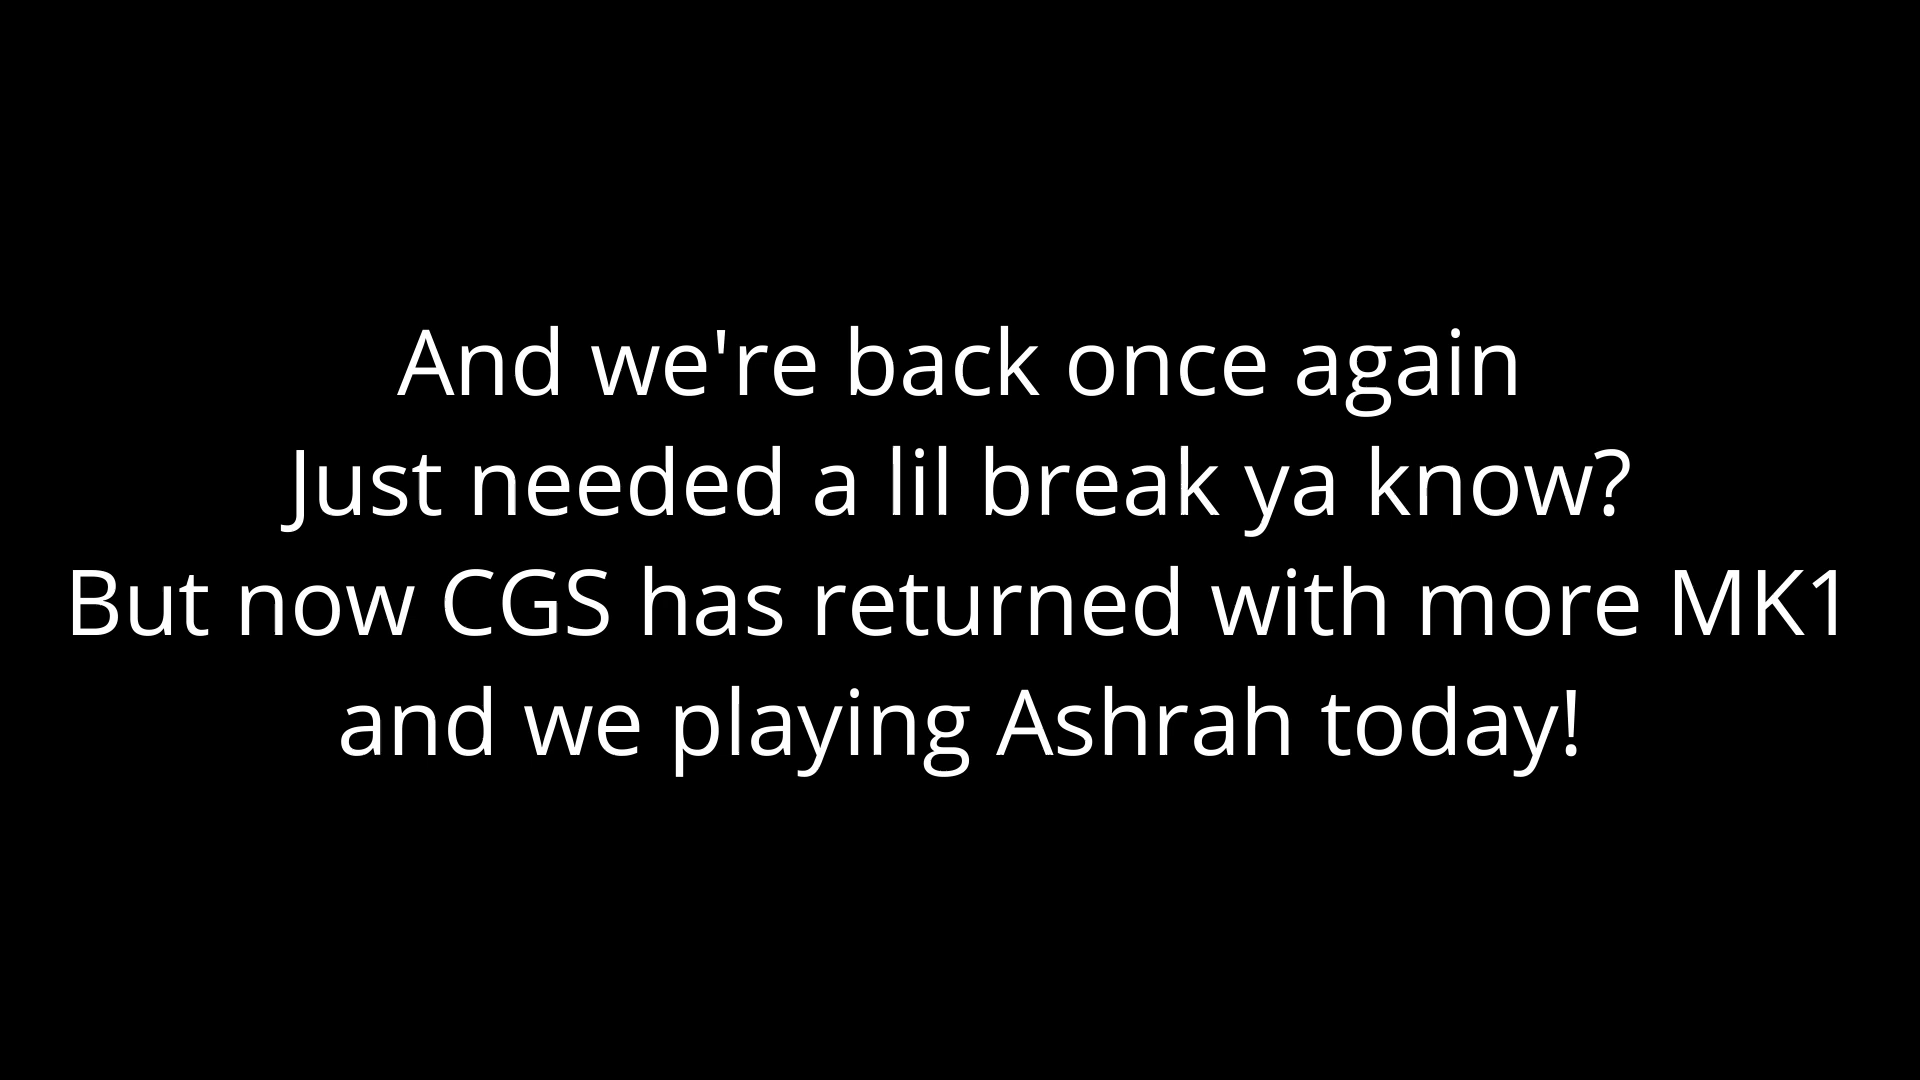 And we're back once again
Just needed a lil break ya know?
But now CGS has returned with more MK1
and we playing Ashrah today!